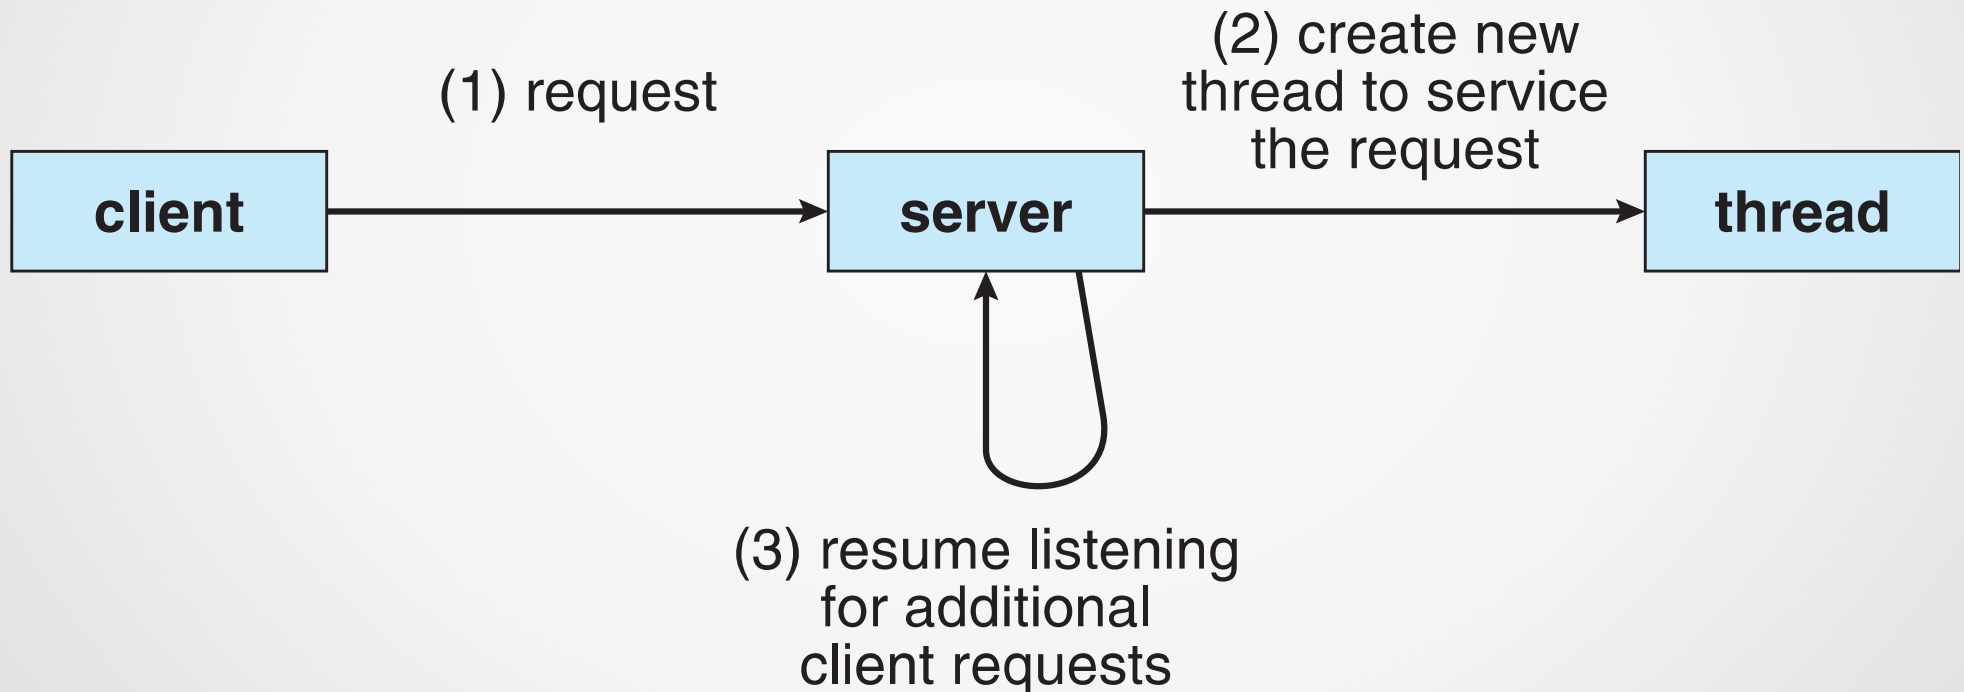 (1) request
(2) create new
thread to service
the request
client
server
thread
(3) resume listening
for additional
client requests